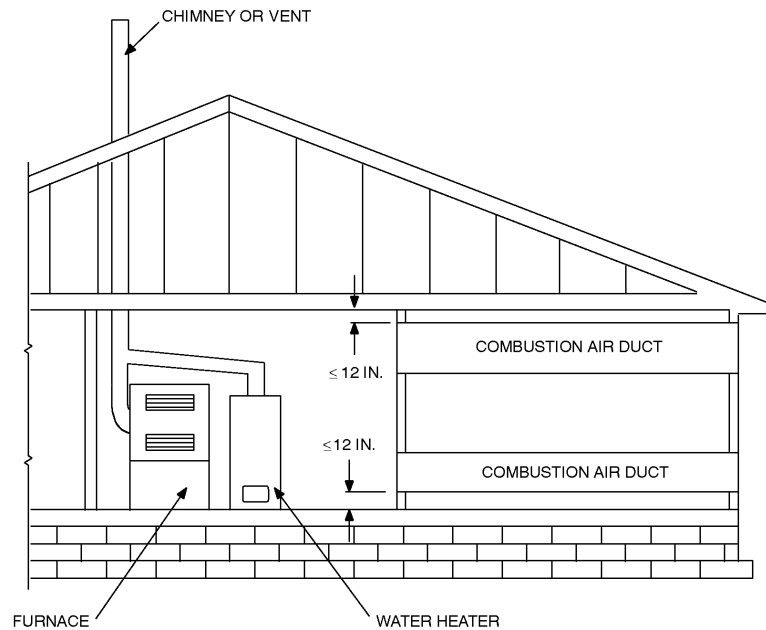 CHIMNEY OR VENT
COMBUSTION AIR DUCT
≤ 12 IN.
≤12 IN.
COMBUSTION AIR DUCT
FURNACE
WATER HEATER